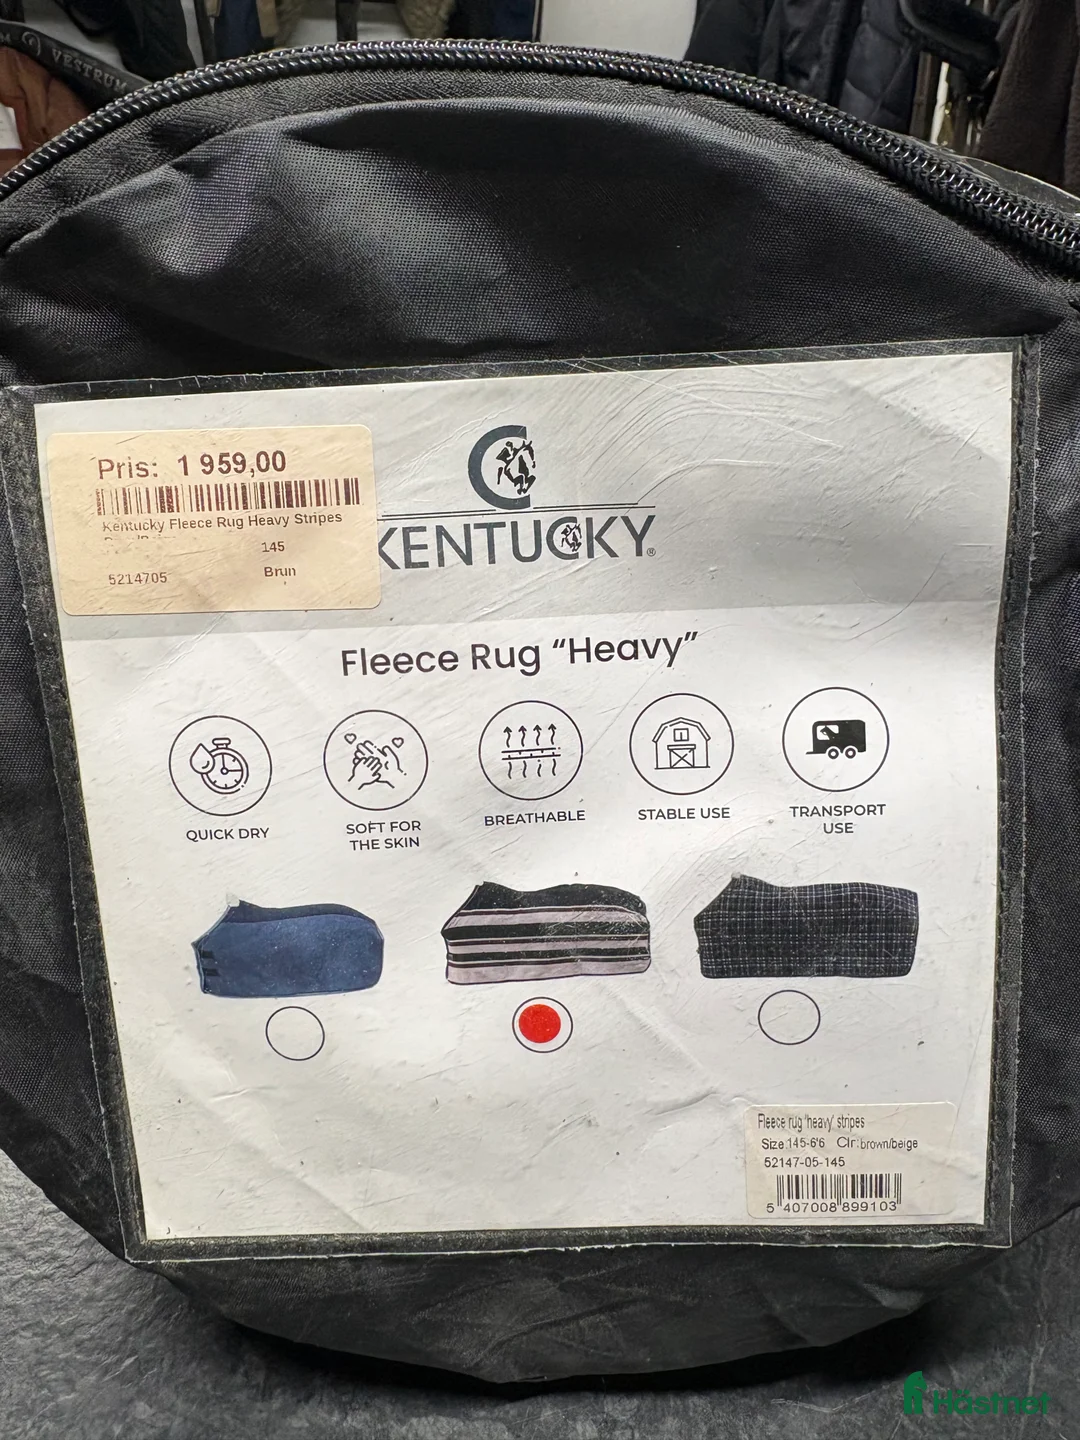 VESTRUM
Pris: 1 959,00
Kentucky Fleece Rug Heavy Stripes
145
5214705
Brun
KENTUCKY®
Fleece Rug “Heavy”
QUICK DRY
SOFT FOR
THE SKIN
BREATHABLE
STABLE USE
TRANSPORT
USE
Fleece rug 'heavy' stripes
Size:145-6'6 Clr:brown/beige
52147-05-145
5 407008 899103
Hästnet